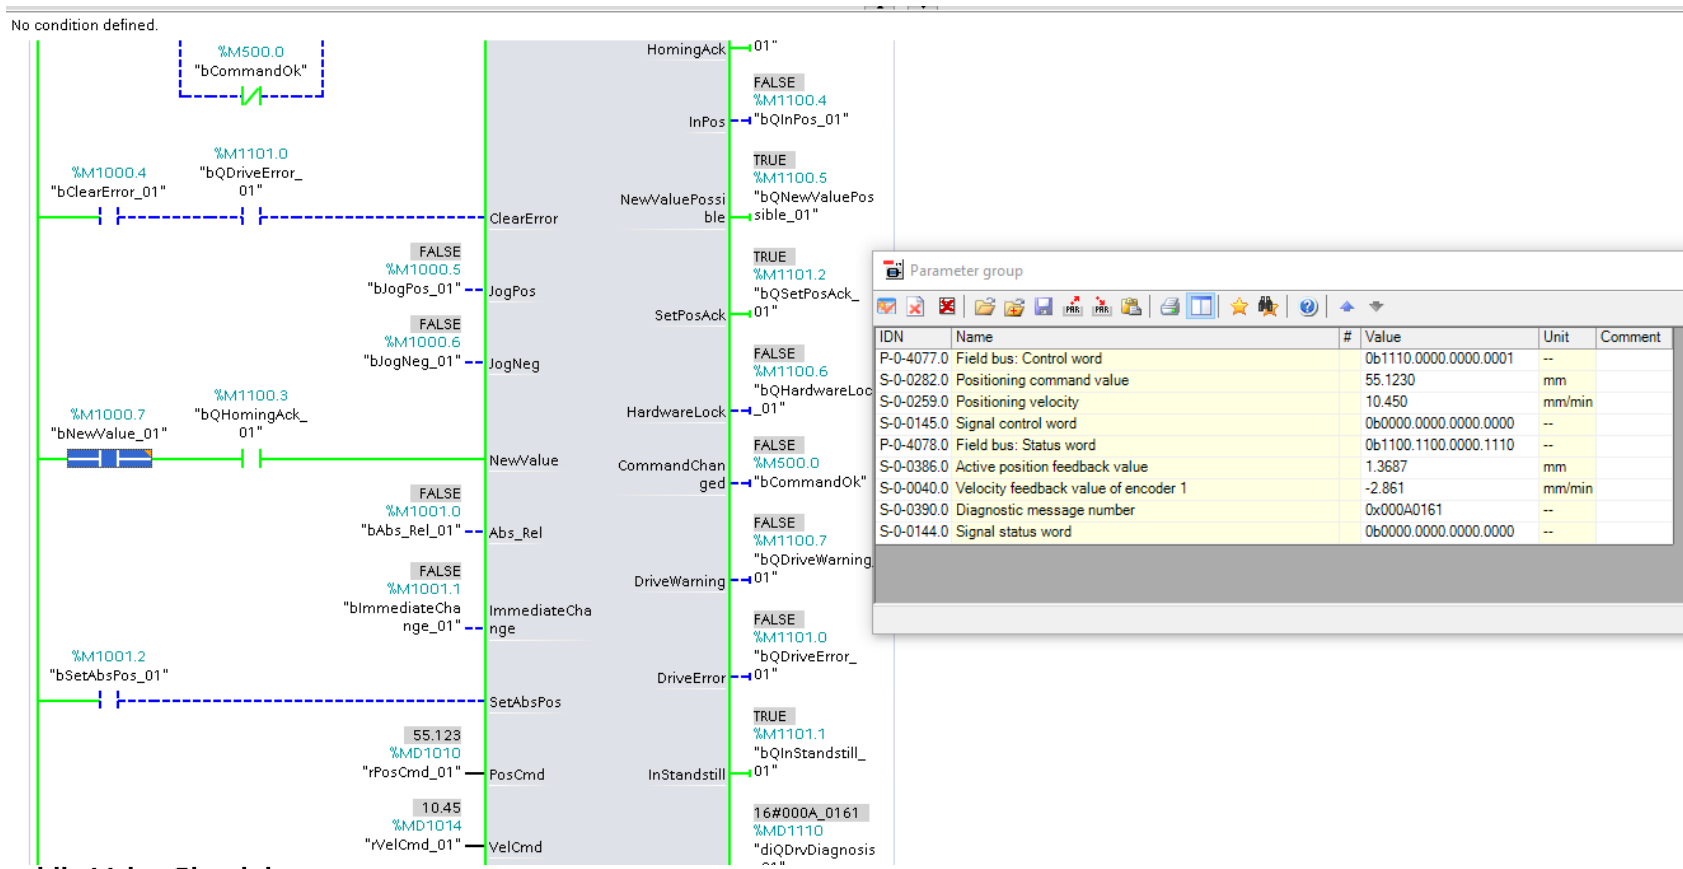 No condition defined.
%M500.0
"bCommandOk"
HomingAck
01"
FALSE
%M1100.4
InPos
"bQInPos_01"
%M1101.0
%M1000.4
"bQDriveError_
"bClearError_01"
01"
ClearError
TRUE
%M1100.5
"bQNewValuePos
NewValuePossi
ble
sible_01"
FALSE
%M1000.5
"bJogPos_01"
JogPos
TRUE
%M1101.2
"bQSetPosAck_
SetPosAck
01"
FALSE
%M1000.6
"bJogNeg_01"
JogNeg
FALSE
%M1100.6
"bQHardwareLoc
HardwareLock
_01"
%M1100.3
%M1000.7
"bQHomingAck_
"bNewValue_01"
01"
NewValue
FALSE
%M500.0
CommandChan
ged
"bCommandOk"
FALSE
%M1001.0
"bAbs_Rel_01"
Abs_Rel
FALSE
%M1100.7
"bQDriveWarning_
DriveWarning
01"
FALSE
%M1001.1
"bImmediateCha
nge_01"
ImmediateCha
nge
FALSE
%M1101.0
"bQDriveError_
DriveError
01"
%M1001.2
"bSetAbsPos_01"
SetAbsPos
TRUE
%M1101.1
"bQInStandstill_
InStandstill
01"
55.123
%MD1010
"rPosCmd_01"
PosCmd
10.45
%MD1014
"rVelCmd_01"
VelCmd
16#000A_0161
%MD1110
"diQDrvDiagnosis
Parameter group
IDN Name # Value Unit Comment
P-0-4077.0 Field bus: Control word 0b1110.0000.0000.0001 --
S-0-0282.0 Positioning command value 55.1230 mm
S-0-0259.0 Positioning velocity 10.450 mm/min
S-0-0145.0 Signal control word 0b0000.0000.0000.0000 --
P-0-4078.0 Field bus: Status word 0b1100.1100.0000.1110 --
S-0-0386.0 Active position feedback value 1.3687 mm
S-0-0040.0 Velocity feedback value of encoder 1 -2.861 mm/min
S-0-0390.0 Diagnostic message number 0x000A0161 --
S-0-0144.0 Signal status word 0b0000.0000.0000.0000 --